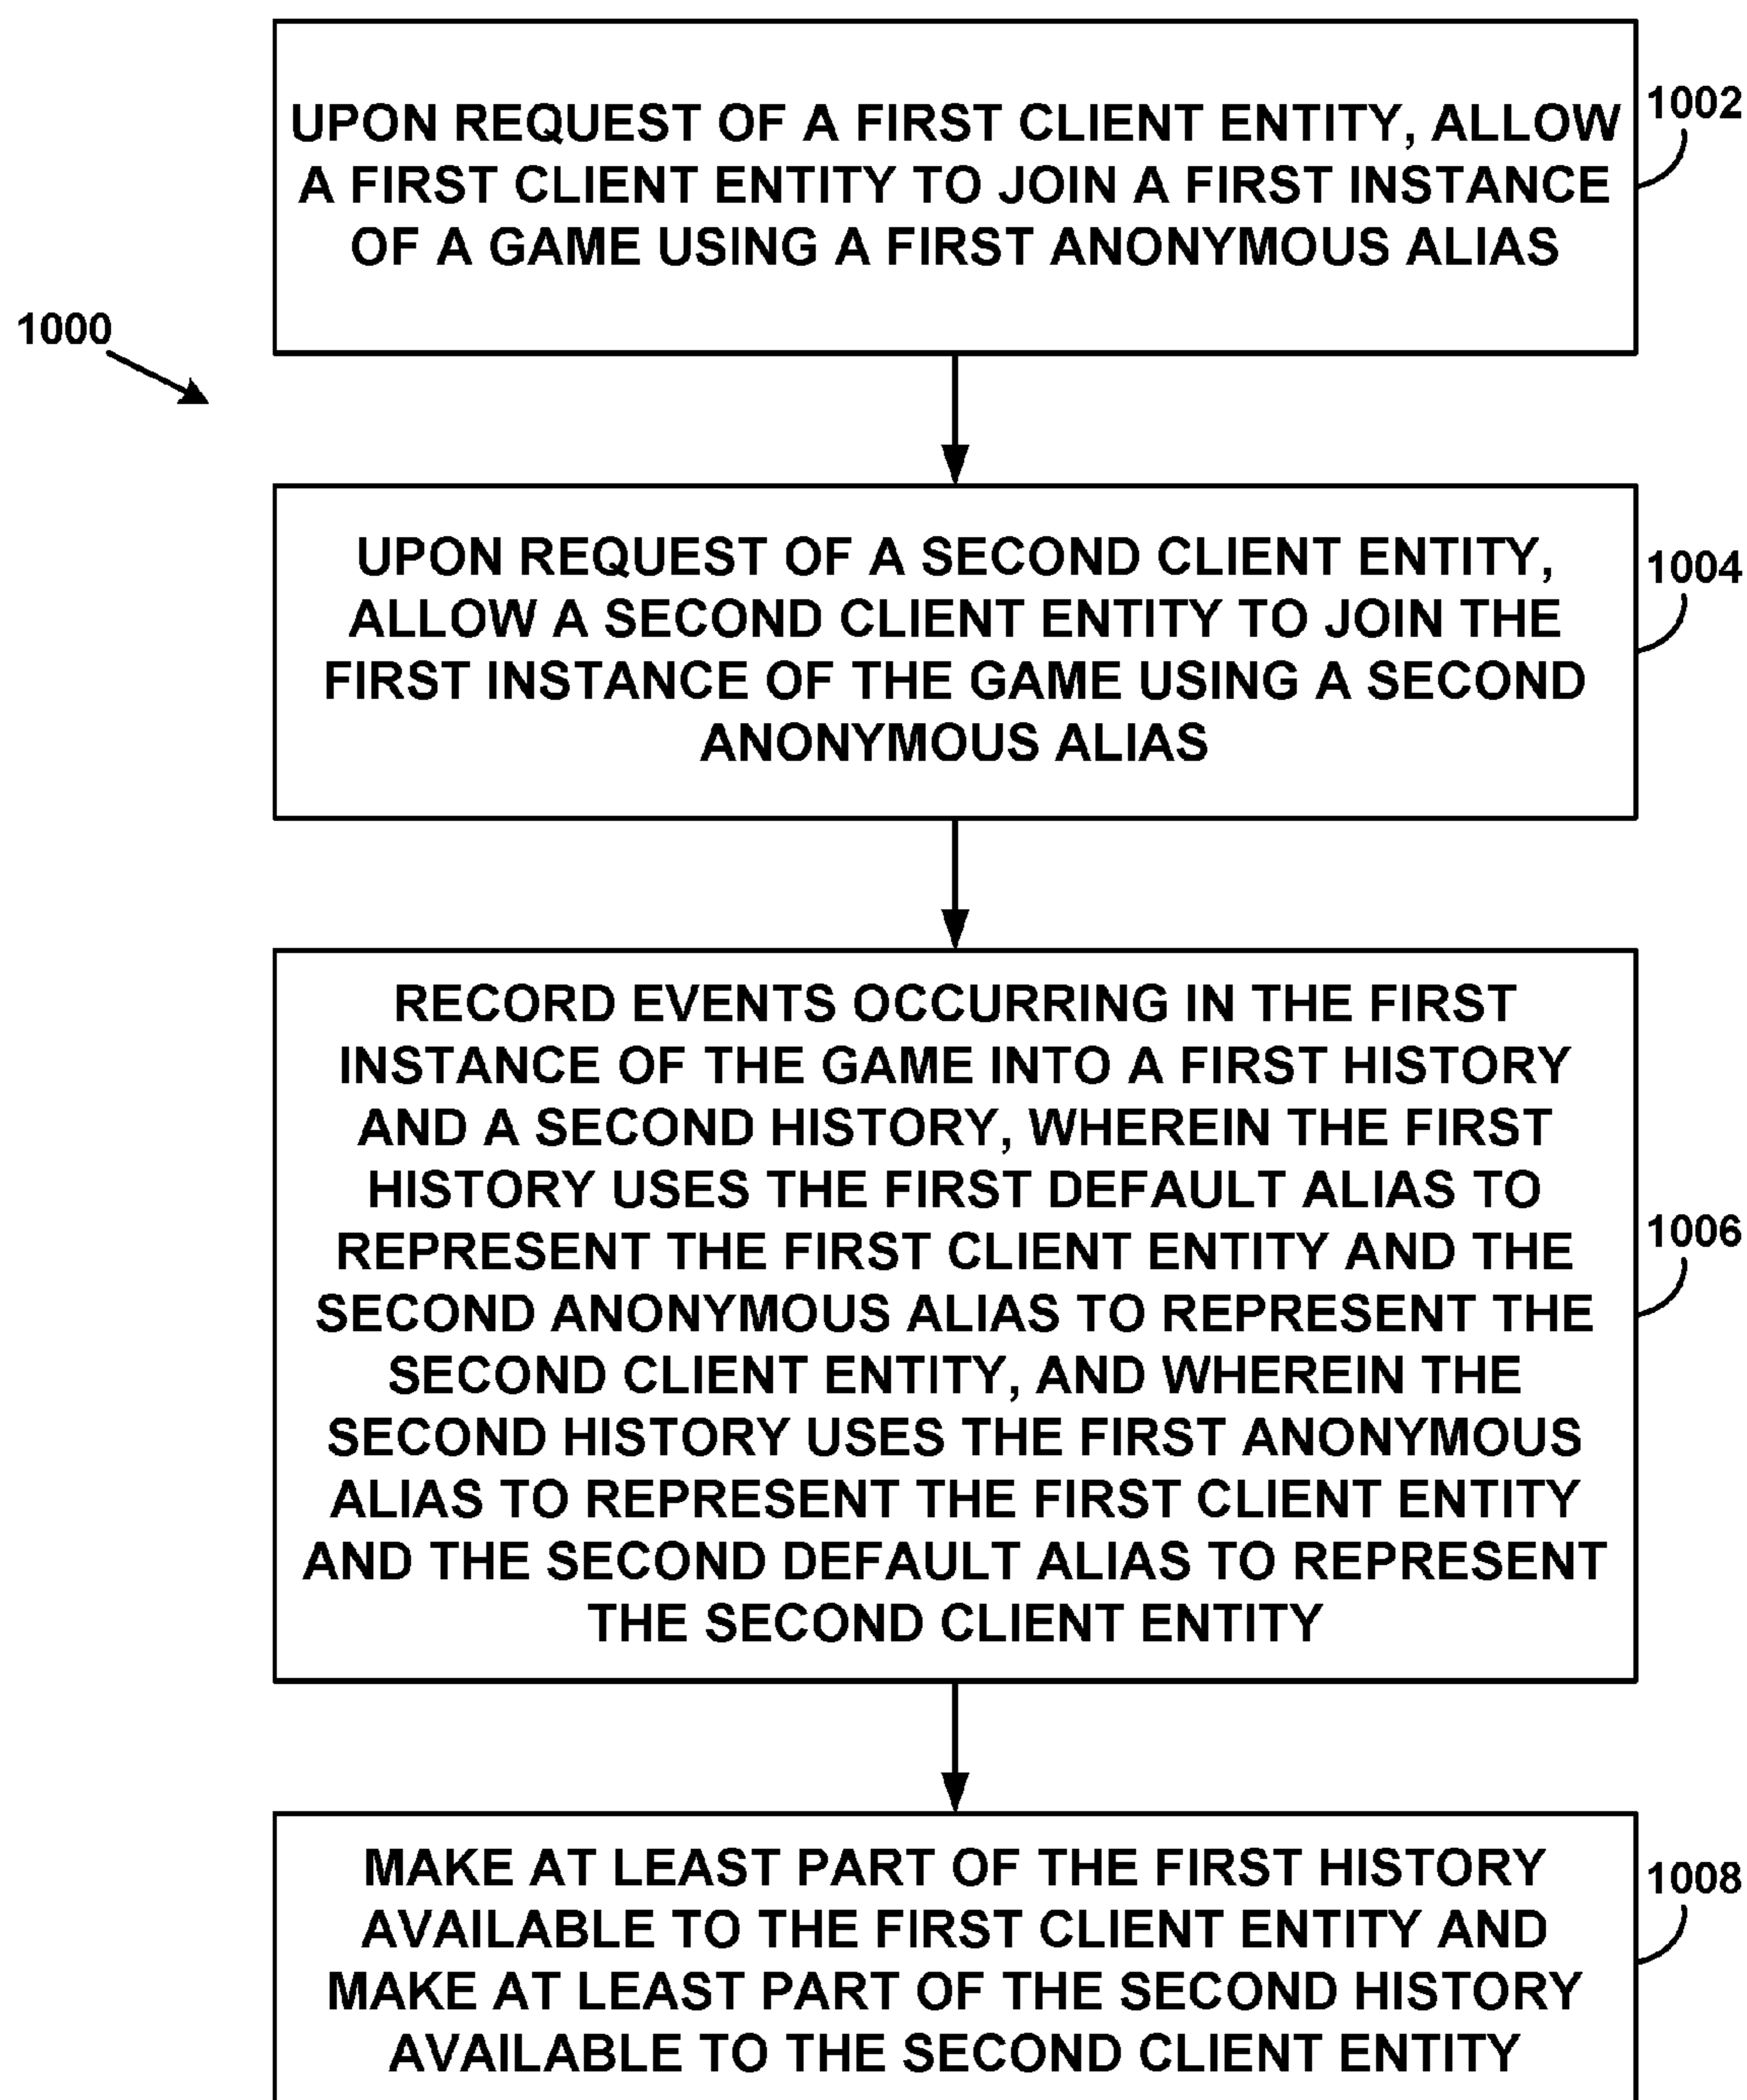 UPON REQUEST OF A FIRST CLIENT ENTITY, ALLOW
A FIRST CLIENT ENTITY TO JOIN A FIRST INSTANCE
OF A GAME USING A FIRST ANONYMOUS ALIAS
1002
1000
UPON REQUEST OF A SECOND CLIENT ENTITY,
ALLOW A SECOND CLIENT ENTITY TO JOIN THE
FIRST INSTANCE OF THE GAME USING A SECOND
ANONYMOUS ALIAS
1004
RECORD EVENTS OCCURRING IN THE FIRST
INSTANCE OF THE GAME INTO A FIRST HISTORY
AND A SECOND HISTORY, WHEREIN THE FIRST
HISTORY USES THE FIRST DEFAULT ALIAS TO
REPRESENT THE FIRST CLIENT ENTITY AND THE
SECOND ANONYMOUS ALIAS TO REPRESENT THE
SECOND CLIENT ENTITY, AND WHEREIN THE
SECOND HISTORY USES THE FIRST ANONYMOUS
ALIAS TO REPRESENT THE FIRST CLIENT ENTITY
AND THE SECOND DEFAULT ALIAS TO REPRESENT
THE SECOND CLIENT ENTITY
1006
MAKE AT LEAST PART OF THE FIRST HISTORY
AVAILABLE TO THE FIRST CLIENT ENTITY AND
MAKE AT LEAST PART OF THE SECOND HISTORY
AVAILABLE TO THE SECOND CLIENT ENTITY
1008